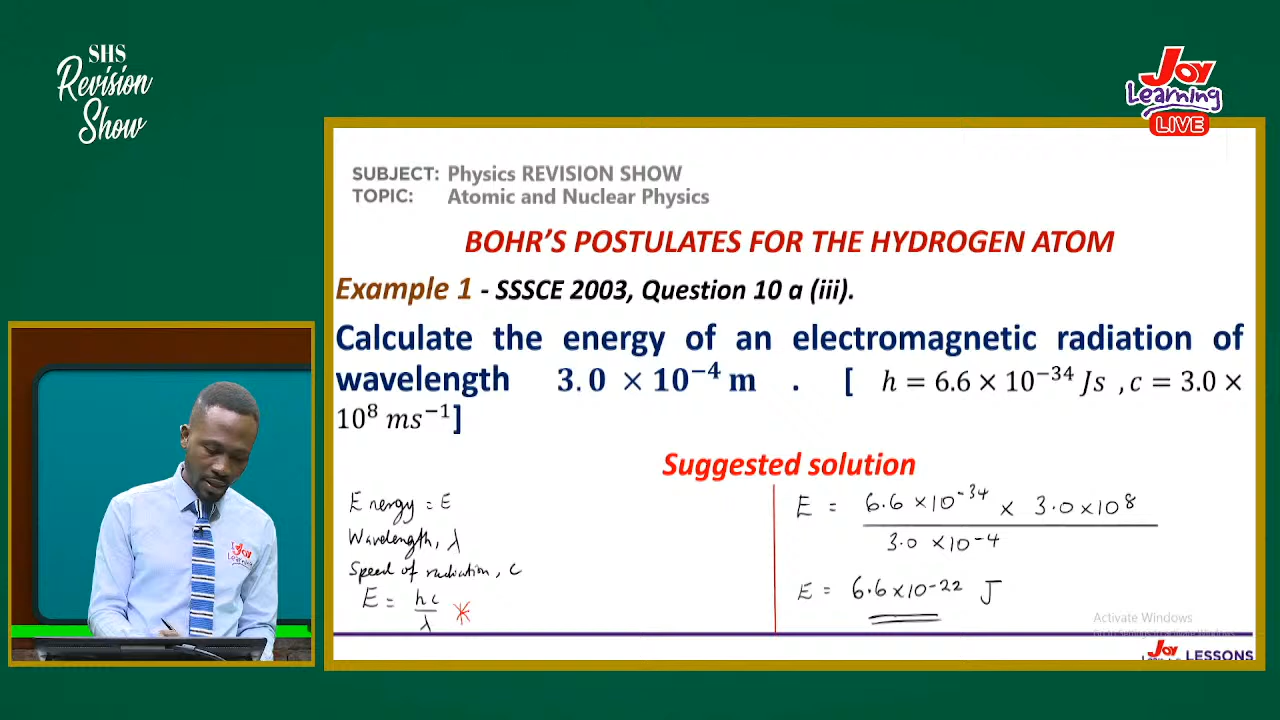 SHS
Revision
Show
Joy
Learning
LIVE
SUBJECT: Physics REVISION SHOW
TOPIC: Atomic and Nuclear Physics
BOHR'S POSTULATES FOR THE HYDROGEN ATOM
Example 1 - SSSCE 2003, Question 10 a (iii).
Calculate the energy of an electromagnetic radiation of
wavelength 3.0 × 10⁻⁴ m . [ h = 6.6 × 10⁻³⁴ Js , c = 3.0 ×
10⁸ ms⁻¹]
Suggested solution
Energy = E
Wavelength, λ
Speed of radiation, c
E = hc/λ *
E = 6.6 × 10⁻³⁴ × 3.0 × 10⁸
3.0 × 10⁻⁴
E = 6.6 × 10⁻²² J
Joy
Learning
Activate Windows
Joy
LESSONS